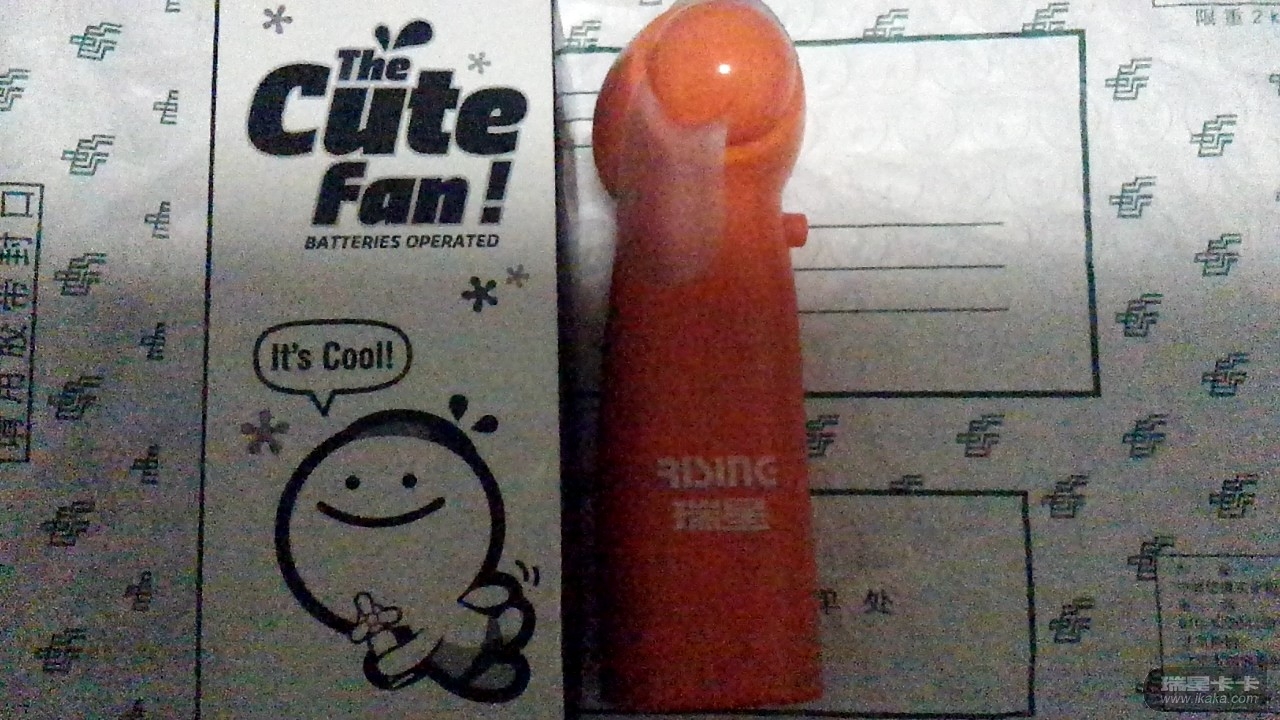 The
Cute
fan!
BATTERIES OPERATED
It's Cool!
RISING
瑞星
请用胶带封口
单 处
瑞星卡卡
www.ikaka.com